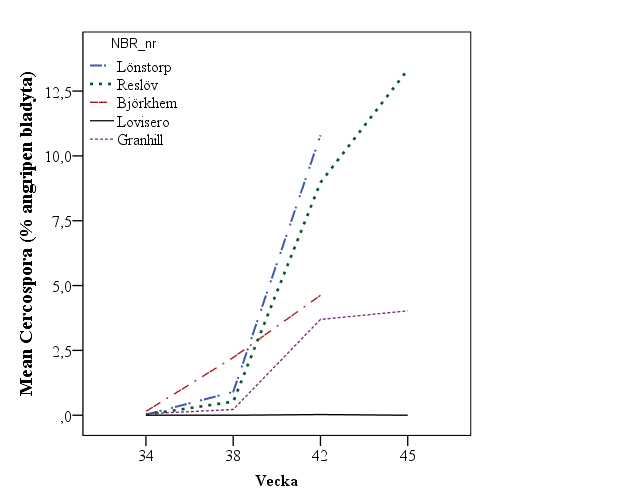 NBR_nr
Lönstorp
Reslöv
Björkhem
Lovisero
Granhill
Mean Cercospora (% angripen bladyta)
12,5
10,0
7,5
5,0
2,5
,0
34 38 42 45
Vecka